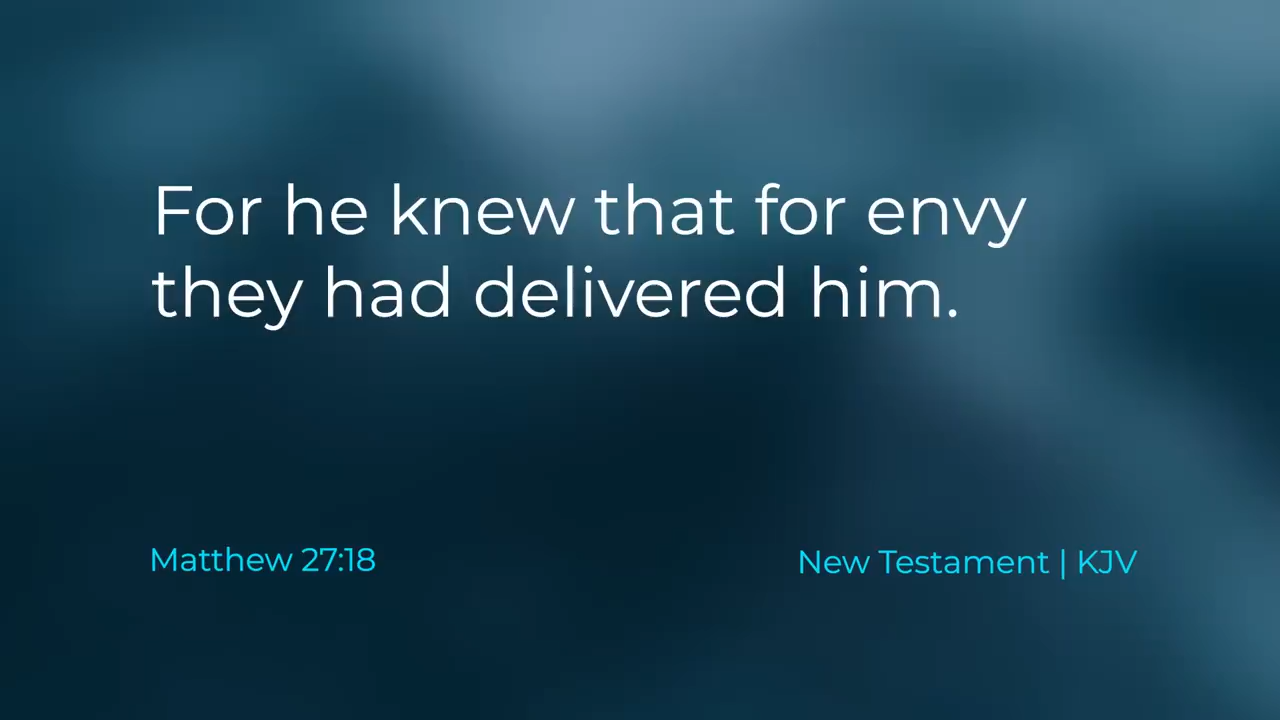 For he knew that for envy
they had delivered him.
Matthew 27:18
New Testament | KJV